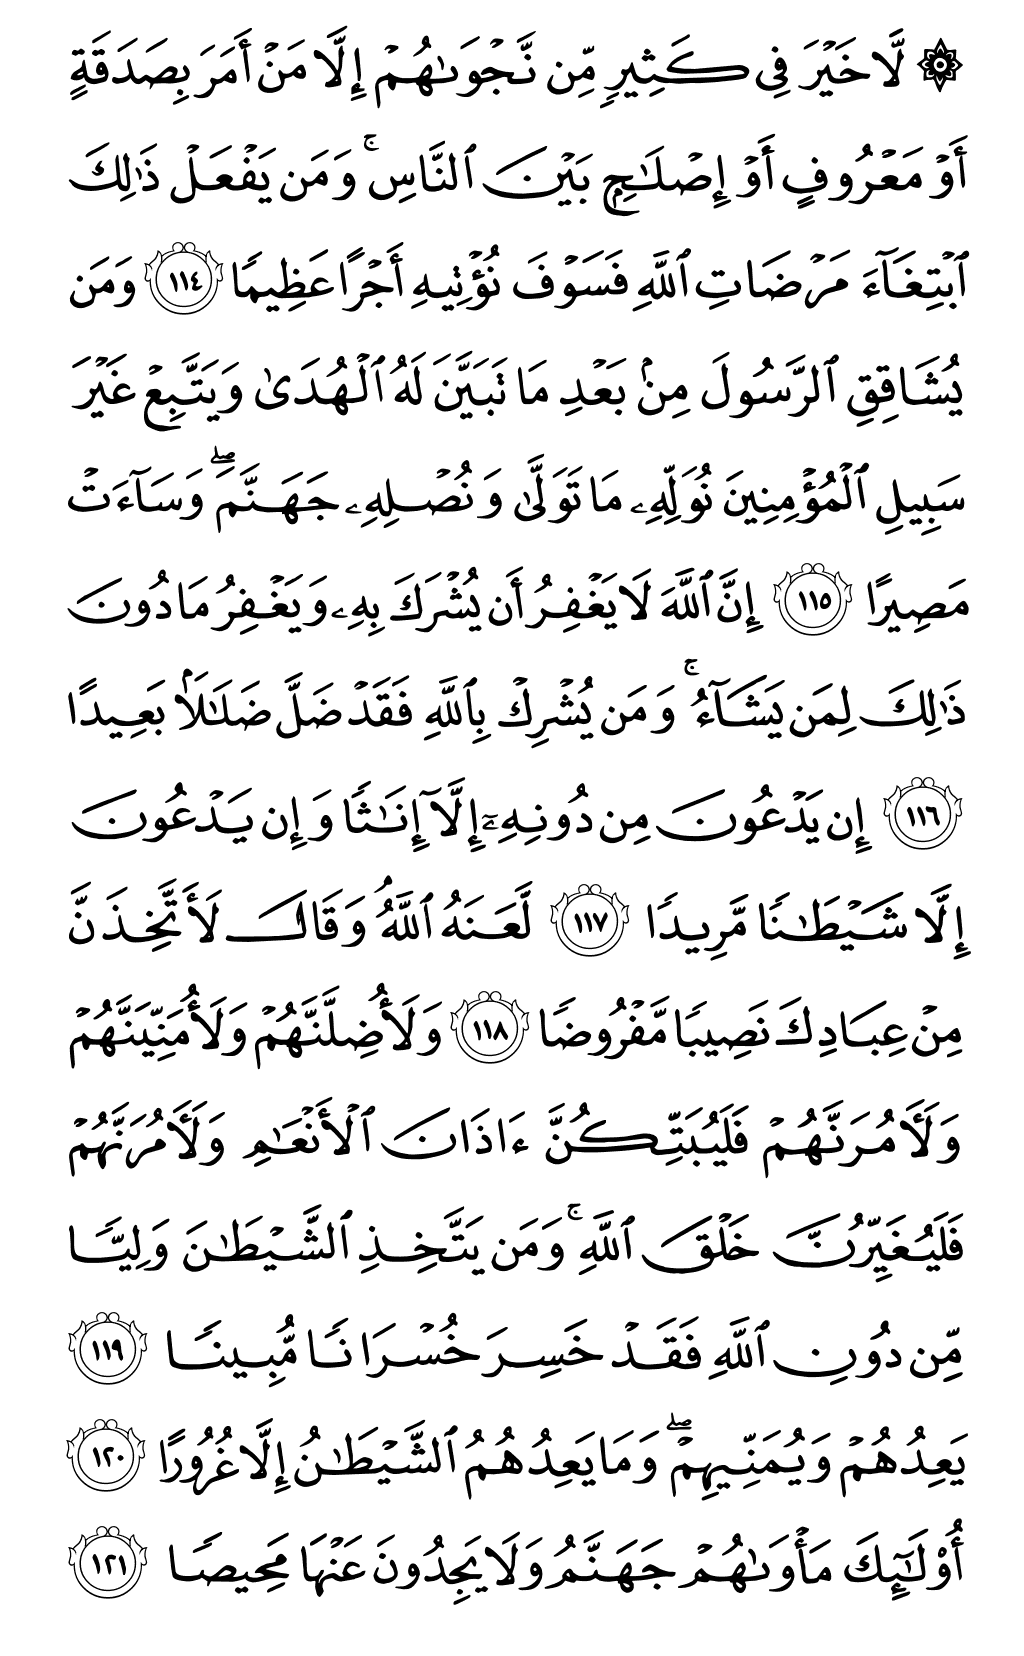 ۞ لَّا خَيْرَ فِى كَثِيرٍ مِّن نَّجْوَىٰهُمْ إِلَّا مَنْ أَمَرَ بِصَدَقَةٍ
أَوْ مَعْرُوفٍ أَوْ إِصْلَٰحٍۭ بَيْنَ ٱلنَّاسِ ۚ وَمَن يَفْعَلْ ذَٰلِكَ
ٱبْتِغَآءَ مَرْضَاتِ ٱللَّهِ فَسَوْفَ نُؤْتِيهِ أَجْرًا عَظِيمًا ١١٤ وَمَن
يُشَاقِقِ ٱلرَّسُولَ مِنۢ بَعْدِ مَا تَبَيَّنَ لَهُ ٱلْهُدَىٰ وَيَتَّبِعْ غَيْرَ
سَبِيلِ ٱلْمُؤْمِنِينَ نُوَلِّهِۦ مَا تَوَلَّىٰ وَنُصْلِهِۦ جَهَنَّمَ ۖ وَسَآءَتْ
مَصِيرًا ١١٥ إِنَّ ٱللَّهَ لَا يَغْفِرُ أَن يُشْرَكَ بِهِۦ وَيَغْفِرُ مَا دُونَ
ذَٰلِكَ لِمَن يَشَآءُ ۚ وَمَن يُشْرِكْ بِٱللَّهِ فَقَدْ ضَلَّ ضَلَٰلًۢا بَعِيدًا
١١٦ إِن يَدْعُونَ مِن دُونِهِۦٓ إِلَّآ إِنَٰثًا وَإِن يَدْعُونَ
إِلَّا شَيْطَٰنًا مَّرِيدًا ١١٧ لَّعَنَهُ ٱللَّهُ ۘ وَقَالَ لَأَتَّخِذَنَّ
مِنْ عِبَادِكَ نَصِيبًا مَّفْرُوضًا ١١٨ وَلَأُضِلَّنَّهُمْ وَلَأُمَنِّيَنَّهُمْ
وَلَءَامُرَنَّهُمْ فَلَيُبَتِّكُنَّ ءَاذَانَ ٱلْأَنْعَٰمِ وَلَءَامُرَنَّهُمْ
فَلَيُغَيِّرُنَّ خَلْقَ ٱللَّهِ ۚ وَمَن يَتَّخِذِ ٱلشَّيْطَٰنَ وَلِيًّا
مِّن دُونِ ٱللَّهِ فَقَدْ خَسِرَ خُسْرَانًا مُّبِينًا ١١٩
يَعِدُهُمْ وَيُمَنِّيهِمْ ۖ وَمَا يَعِدُهُمُ ٱلشَّيْطَٰنُ إِلَّا غُرُورًا ١٢٠
أُو۟لَٰٓئِكَ مَأْوَىٰهُمْ جَهَنَّمُ وَلَا يَجِدُونَ عَنْهَا مَحِيصًا ١٢١